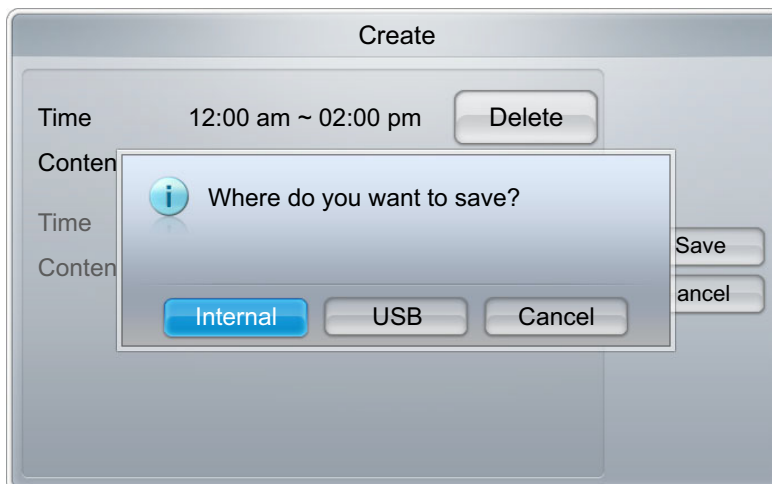 Create
Time 12:00 am ~ 02:00 pm Delete
Conten
Where do you want to save?
Time
Save
Conten
ancel
Internal USB Cancel